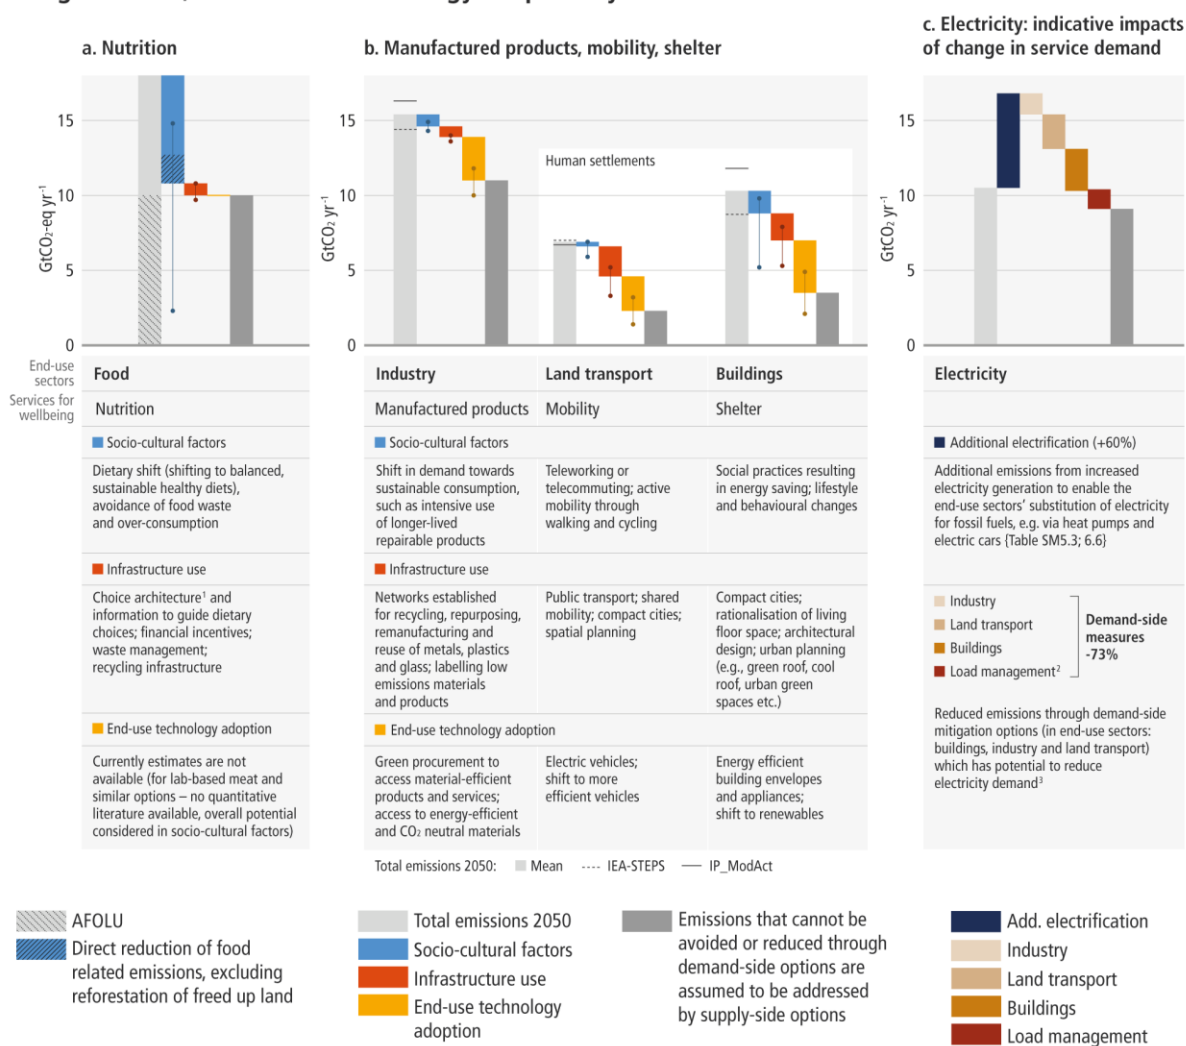 a. Nutrition
b. Manufactured products, mobility, shelter
c. Electricity: indicative impacts
of change in service demand
15
10
5
0
GtCO₂-eq yr⁻¹
15
10
5
0
GtCO₂ yr⁻¹
Human settlements
15
10
5
0
GtCO₂ yr⁻¹
End-use
sectors
Food
Industry
Land transport
Buildings
Electricity
Services for
wellbeing
Nutrition
Manufactured products
Mobility
Shelter
Socio-cultural factors
Dietary shift (shifting to balanced,
sustainable healthy diets),
avoidance of food waste
and over-consumption
Infrastructure use
Choice architecture¹ and
information to guide dietary
choices; financial incentives;
waste management;
recycling infrastructure
End-use technology adoption
Currently estimates are not
available (for lab-based meat and
similar options – no quantitative
literature available, overall potential
considered in socio-cultural factors)
Socio-cultural factors
Shift in demand towards
sustainable consumption,
such as intensive use
of longer-lived
repairable products
Teleworking or
telecommuting; active
mobility through
walking and cycling
Social practices resulting
in energy saving; lifestyle
and behavioural changes
Infrastructure use
Networks established
for recycling, repurposing,
remanufacturing and
reuse of metals, plastics
and glass; labelling low
emissions materials
and products
Public transport; shared
mobility; compact cities;
spatial planning
Compact cities;
rationalisation of living
floor space; architectural
design; urban planning
(e.g., green roof, cool
roof, urban green
spaces etc.)
End-use technology adoption
Green procurement to
access material-efficient
products and services;
access to energy-efficient
and CO₂ neutral materials
Electric vehicles;
shift to more
efficient vehicles
Energy efficient
building envelopes
and appliances;
shift to renewables
Additional electrification (+60%)
Additional emissions from increased
electricity generation to enable the
end-use sectors' substitution of electricity
for fossil fuels, e.g. via heat pumps and
electric cars {Table SM5.3; 6.6}
Industry
Land transport
Buildings
Load management²
Demand-side
measures
-73%
Reduced emissions through demand-side
mitigation options (in end-use sectors:
buildings, industry and land transport)
which has potential to reduce
electricity demand³
Total emissions 2050:
Mean
IEA-STEPS
IP_ModAct
AFOLU
Direct reduction of food
related emissions, excluding
reforestation of freed up land
Total emissions 2050
Socio-cultural factors
Infrastructure use
End-use technology
adoption
Emissions that cannot be
avoided or reduced through
demand-side options are
assumed to be addressed
by supply-side options
Add. electrification
Industry
Land transport
Buildings
Load management